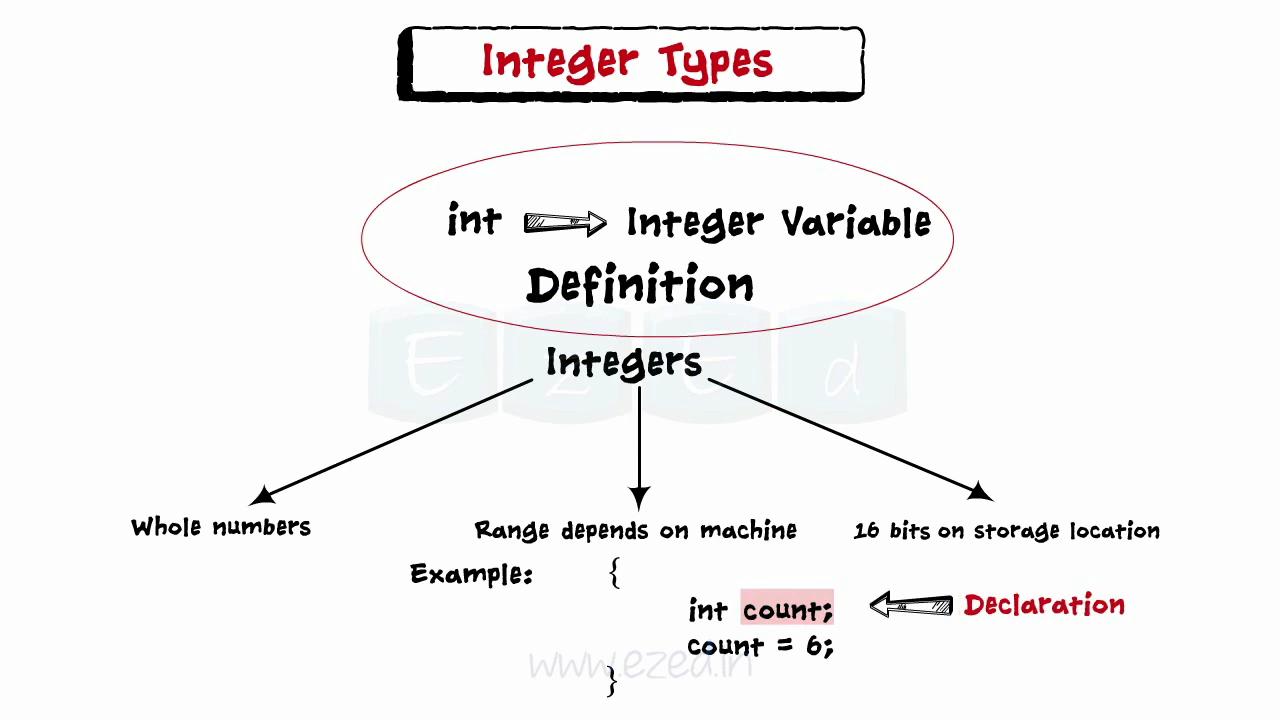 Integer Types
int Integer Variable
Definition
E z E d
Integers
Whole numbers
Range depends on machine
16 bits on storage location
Example: {
int count; Declaration
count = 6;
www.ezed.in
}